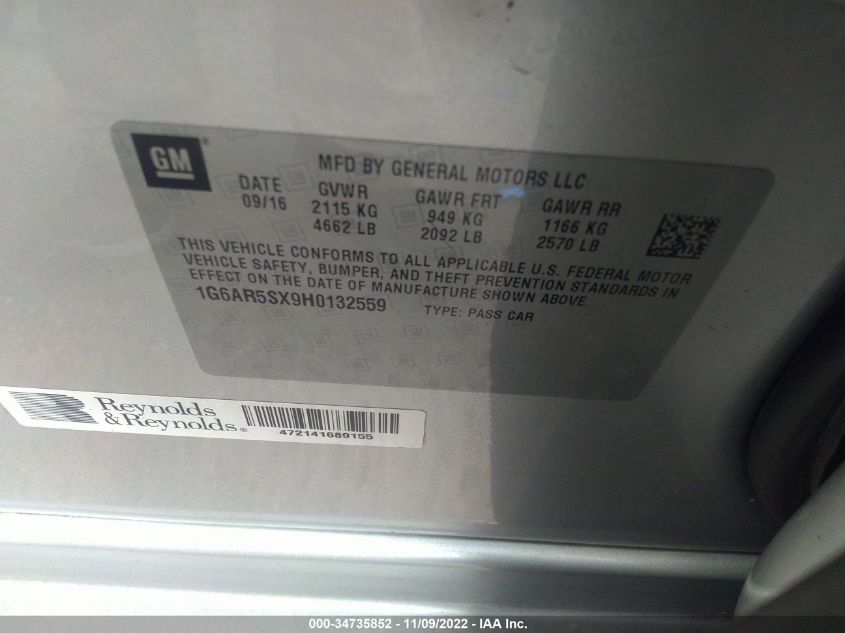 GM
MFD BY GENERAL MOTORS LLC
DATE GVWR GAWR FRT GAWR RR
09/16 2115 KG 949 KG 1166 KG
4662 LB 2092 LB 2570 LB
THIS VEHICLE CONFORMS TO ALL APPLICABLE U.S. FEDERAL MOTOR
VEHICLE SAFETY, BUMPER, AND THEFT PREVENTION STANDARDS IN
EFFECT ON THE DATE OF MANUFACTURE SHOWN ABOVE.
1G6AR5SX9H0132559 TYPE: PASS CAR
Reynolds
&Reynolds®
472141689155
000-34735852 - 11/09/2022 - IAA Inc.